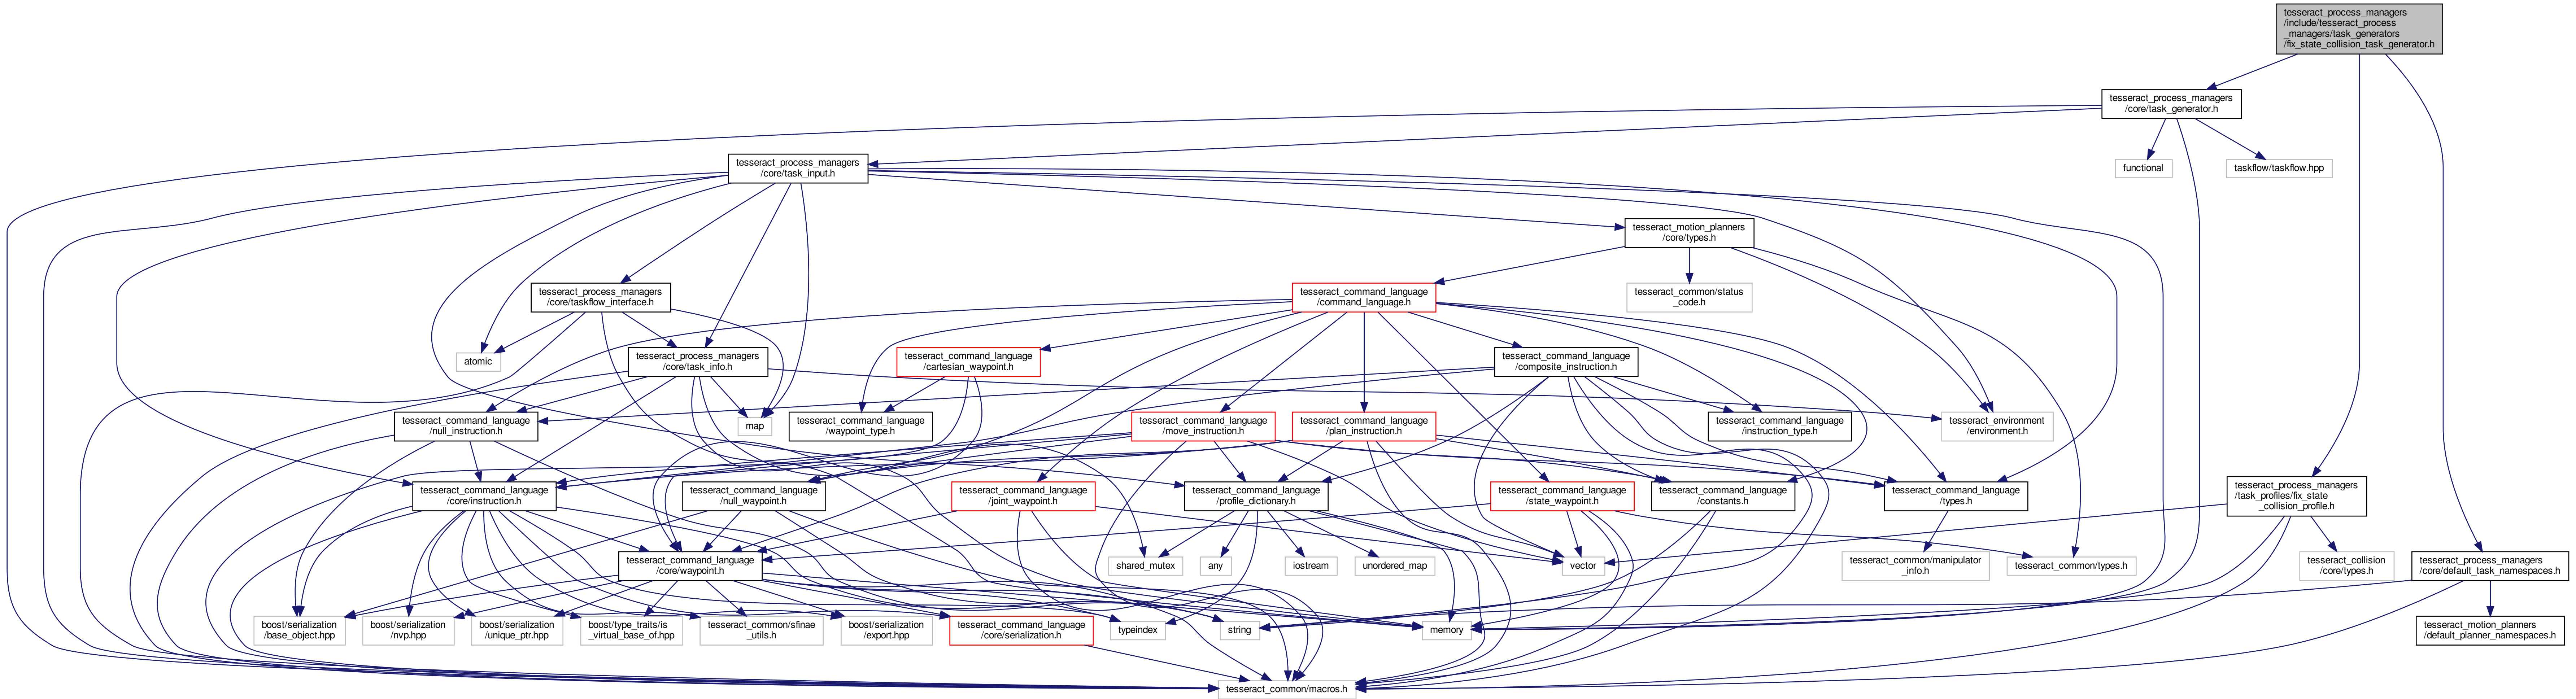 tesseract_process_managers
/include/tesseract_process
_managers/task_generators
/fix_state_collision_task_generator.h
tesseract_process_managers
/core/task_generator.h
tesseract_process_managers
/core/task_input.h
functional
taskflow/taskflow.hpp
tesseract_motion_planners
/core/types.h
tesseract_process_managers
/core/taskflow_interface.h
tesseract_command_language
/command_language.h
tesseract_common/status
_code.h
atomic
tesseract_process_managers
/core/task_info.h
tesseract_command_language
/cartesian_waypoint.h
tesseract_command_language
/composite_instruction.h
tesseract_command_language
/null_instruction.h
map
tesseract_command_language
/waypoint_type.h
tesseract_command_language
/move_instruction.h
tesseract_command_language
/plan_instruction.h
tesseract_command_language
/instruction_type.h
tesseract_environment
/environment.h
tesseract_command_language
/core/instruction.h
tesseract_command_language
/null_waypoint.h
tesseract_command_language
/joint_waypoint.h
tesseract_command_language
/profile_dictionary.h
tesseract_command_language
/state_waypoint.h
tesseract_command_language
/constants.h
tesseract_command_language
/types.h
tesseract_process_managers
/task_profiles/fix_state
_collision_profile.h
tesseract_command_language
/core/waypoint.h
shared_mutex
any
iostream
unordered_map
vector
tesseract_common/manipulator
_info.h
tesseract_common/types.h
tesseract_collision
/core/types.h
tesseract_process_managers
/core/default_task_namespaces.h
boost/serialization
/base_object.hpp
boost/serialization
/nvp.hpp
boost/serialization
/unique_ptr.hpp
boost/type_traits/is
_virtual_base_of.hpp
tesseract_common/sfinae
_utils.h
boost/serialization
/export.hpp
tesseract_command_language
/core/serialization.h
typeindex
string
memory
tesseract_motion_planners
/default_planner_namespaces.h
tesseract_common/macros.h